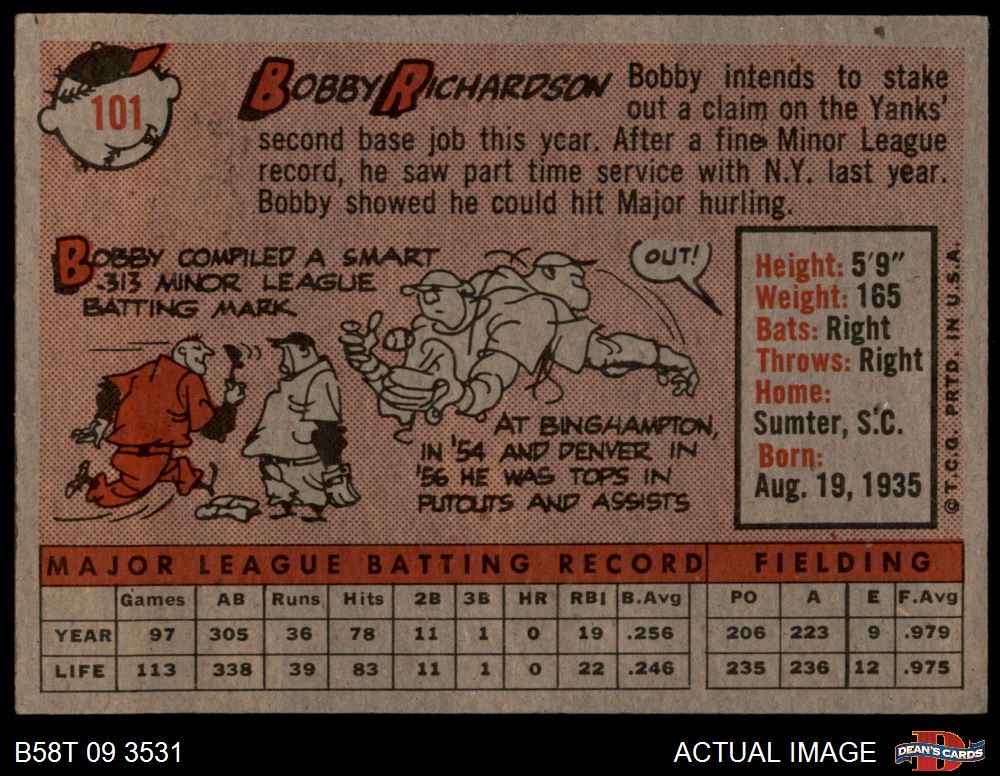 101
BOBBY RICHARDSON
Bobby intends to stake
out a claim on the Yanks'
second base job this year. After a fine Minor League
record, he saw part time service with N.Y. last year.
Bobby showed he could hit Major hurling.
BOBBY COMPILED A SMART
.313 MINOR LEAGUE
BATTING MARK
OUT!
AT BINGHAMPTON,
IN '54 AND DENVER IN
'56 HE WAS TOPS IN
PUTOUTS AND ASSISTS
Height: 5'9"
Weight: 165
Bats: Right
Throws: Right
Home:
Sumter, S.C.
Born:
Aug. 19, 1935
© T.C.G. PRTD. IN U.S.A.
MAJOR LEAGUE BATTING RECORD FIELDING
Games AB Runs Hits 2B 3B HR RBI B.Avg PO A E F.Avg
YEAR 97 305 36 78 11 1 0 19 .256 206 223 9 .979
LIFE 113 338 39 83 11 1 0 22 .246 235 236 12 .975
B58T 09 3531 ACTUAL IMAGE DEAN'S CARDS